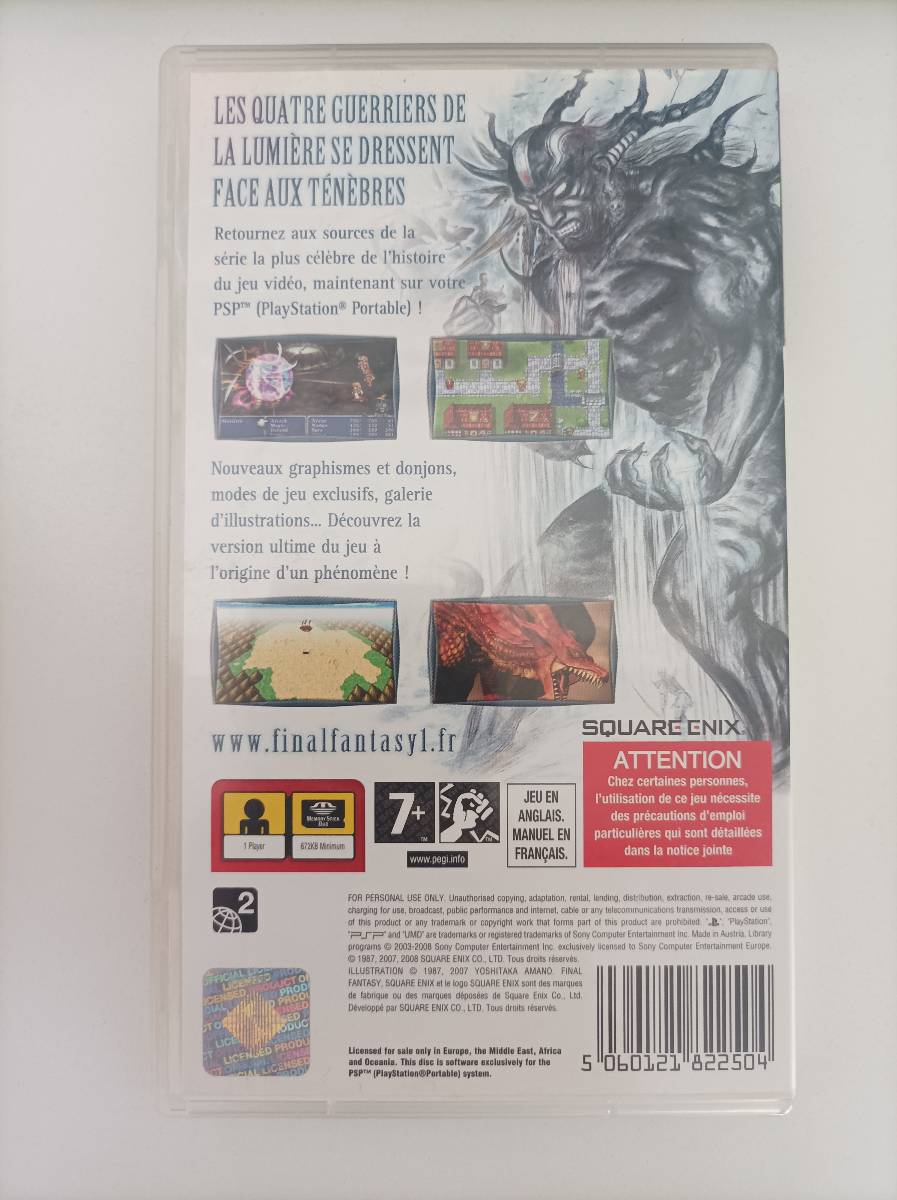 LES QUATRE GUERRIERS DE
LA LUMIÈRE SE DRESSENT
FACE AUX TÉNÈBRES
Retournez aux sources de la
série la plus célèbre de l'histoire
du jeu vidéo, maintenant sur votre
PSP™ (PlayStation® Portable) !
Nouveaux graphismes et donjons,
modes de jeu exclusifs, galerie
d'illustrations... Découvrez la
version ultime du jeu à
l'origine d'un phénomène !
www.finalfantasy1.fr
SQUARE ENIX.
ATTENTION
Chez certaines personnes,
l'utilisation de ce jeu nécessite
des précautions d'emploi
particulières qui sont détaillées
dans la notice jointe
1 Player
MEMORY STICK
DUO
672KB Minimum
7+™
www.pegi.info
JEU EN
ANGLAIS.
MANUEL EN
FRANÇAIS.
2
FOR PERSONAL USE ONLY. Unauthorised copying, adaptation, rental, lending, distribution, extraction, re-sale, arcade use,
charging for use, broadcast, public performance and internet, cable or any telecommunications transmission, access or use
of this product or any trademark or copyright work that forms part of this product are prohibited. " ", "PlayStation",
"PSP" and "UMD" are trademarks or registered trademarks of Sony Computer Entertainment Inc. Made in Austria. Library
programs © 2003-2008 Sony Computer Entertainment Inc. exclusively licensed to Sony Computer Entertainment Europe.
© 1987, 2007, 2008 SQUARE ENIX CO., LTD. Tous droits réservés.
ILLUSTRATION © 1987, 2007 YOSHITAKA AMANO. FINAL
FANTASY, SQUARE ENIX et le logo SQUARE ENIX sont des marques
de fabrique ou des marques déposées de Square Enix Co., Ltd.
Développé par SQUARE ENIX CO., LTD. Tous droits réservés.
Licensed for sale only in Europe, the Middle East, Africa
and Oceania. This disc is software exclusively for the
PSP™ (PlayStation®Portable) system.
OFFICIAL LICENSED PRODUCT
5 060121 822504